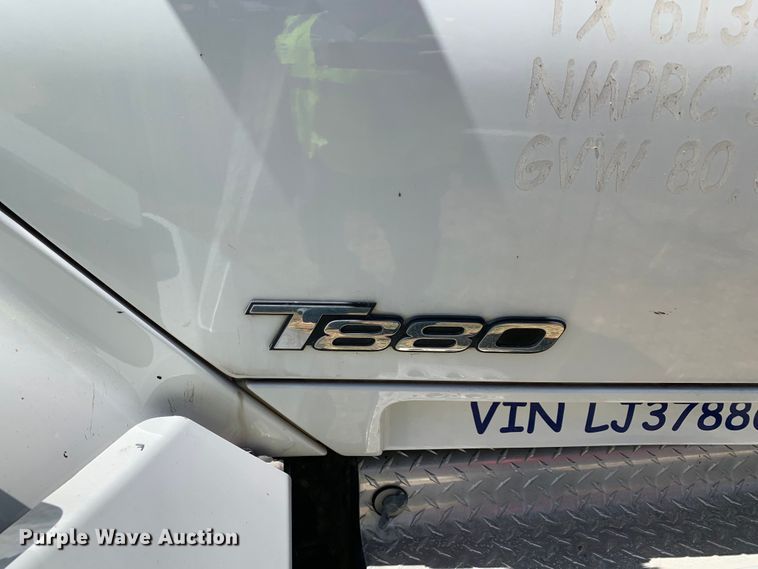 TX 613
NMPRC
GVW 80,
T880
VIN LJ3788
Purple Wave Auction